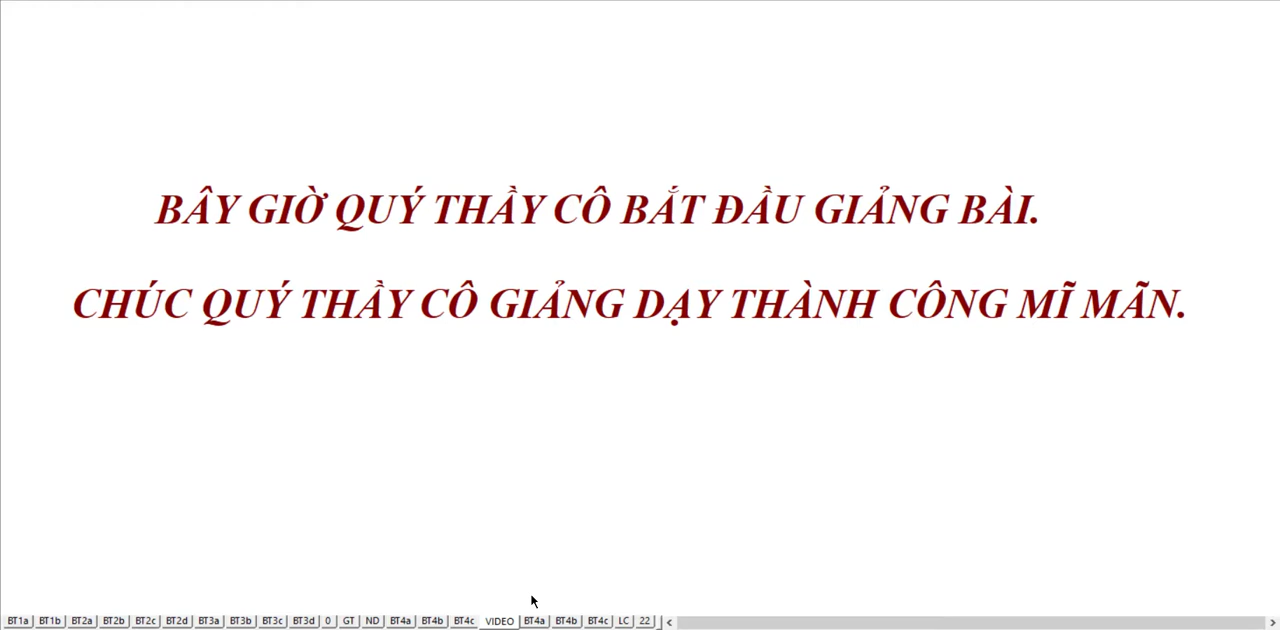 BÂY GIỜ QUÝ THẦY CÔ BẮT ĐẦU GIẢNG BÀI.
CHÚC QUÝ THẦY CÔ GIẢNG DẠY THÀNH CÔNG MĨ MÃN.
BT1a BT1b BT2a BT2b BT2c BT2d BT3a BT3b BT3c BT3d 0 GT ND BT4a BT4b BT4c VIDEO BT4a BT4b BT4c LC 22